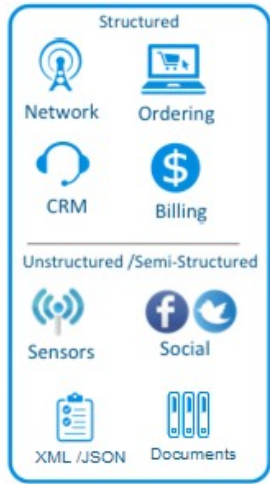 Structured
Network Ordering
CRM Billing
Unstructured /Semi-Structured
Sensors Social
XML /JSON Documents